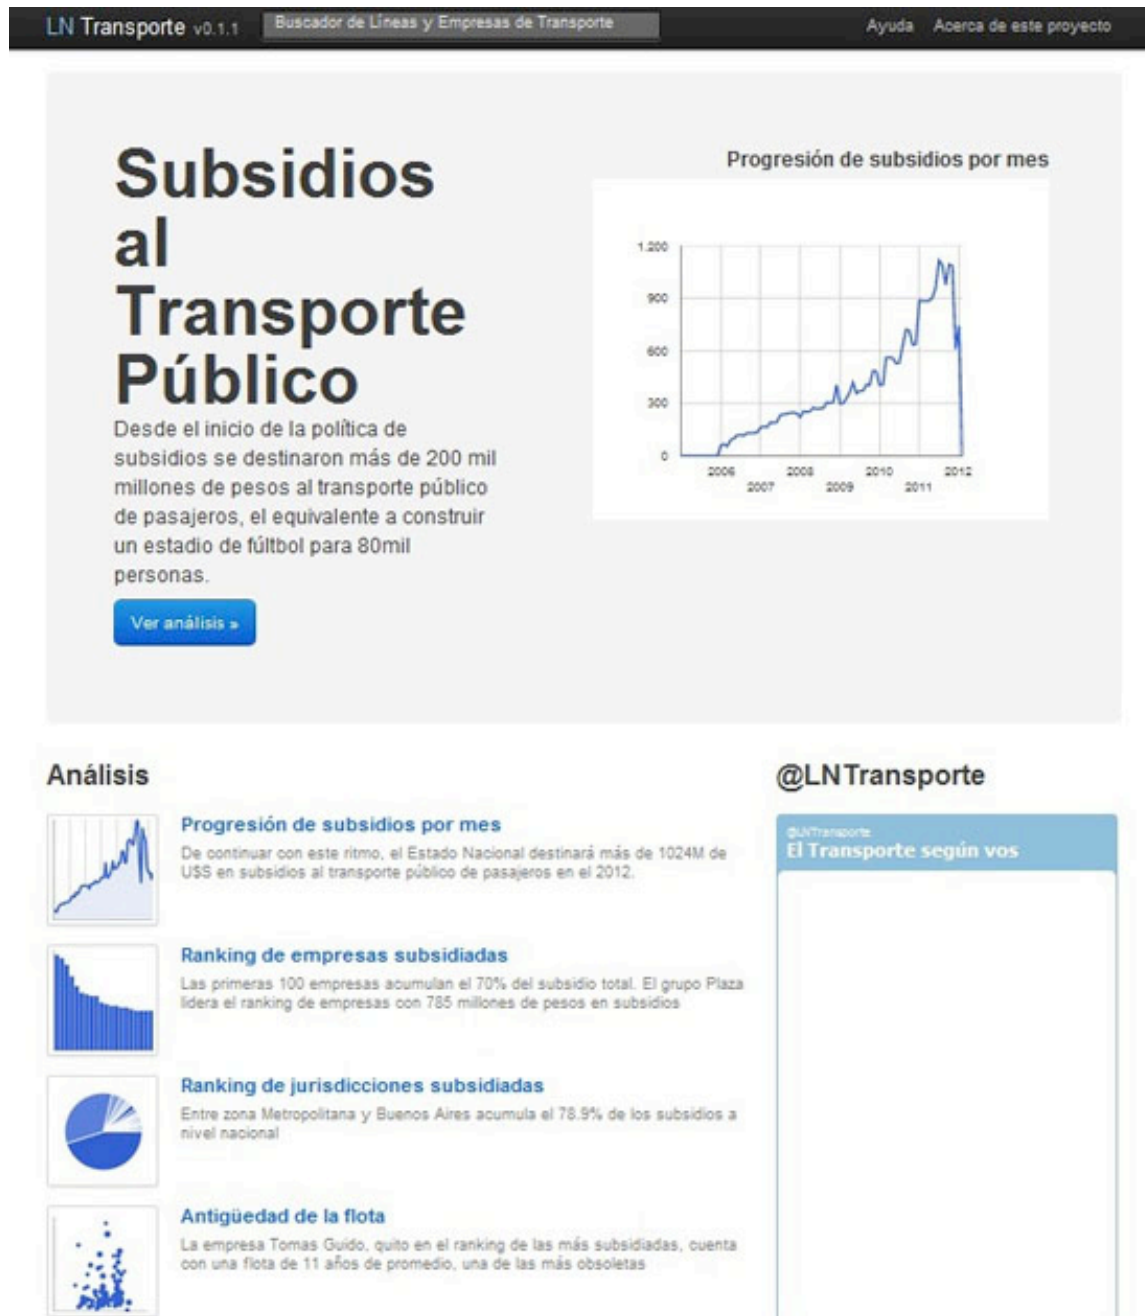 LN Transporte v0.1.1
Buscador de Líneas y Empresas de Transporte
Ayuda
Acerca de este proyecto
Subsidios
al
Transporte
Público
Desde el inicio de la política de
subsidios se destinaron más de 200 mil
millones de pesos al transporte público
de pasajeros, el equivalente a construir
un estadio de fúltbol para 80mil
personas.
Ver análisis »
Progresión de subsidios por mes
1.200
900
600
300
0
2006
2007
2008
2009
2010
2011
2012
Análisis
Progresión de subsidios por mes
De continuar con este ritmo, el Estado Nacional destinará más de 1024M de
U$S en subsidios al transporte público de pasajeros en el 2012.
Ranking de empresas subsidiadas
Las primeras 100 empresas acumulan el 70% del subsidio total. El grupo Plaza
lidera el ranking de empresas con 785 millones de pesos en subsidios
Ranking de jurisdicciones subsidiadas
Entre zona Metropolitana y Buenos Aires acumula el 78.9% de los subsidios a
nivel nacional
Antigüedad de la flota
La empresa Tomas Guido, quito en el ranking de las más subsidiadas, cuenta
con una flota de 11 años de promedio, una de las más obsoletas
@LNTransporte
@LNTransporte
El Transporte según vos